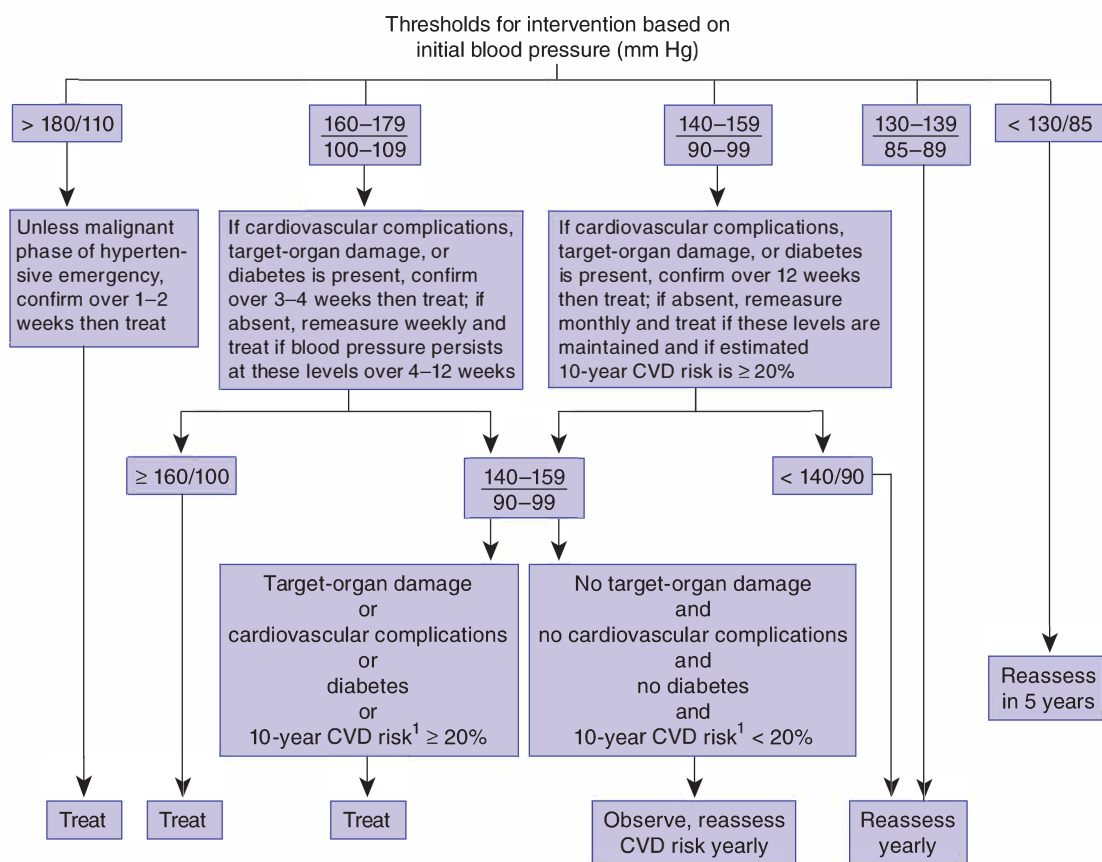 Thresholds for intervention based on
initial blood pressure (mm Hg)
> 180/110
160–179
100–109
140–159
90–99
130–139
85–89
< 130/85
Unless malignant
phase of hyperten-
sive emergency,
confirm over 1–2
weeks then treat
If cardiovascular complications,
target-organ damage, or
diabetes is present, confirm
over 3–4 weeks then treat; if
absent, remeasure weekly and
treat if blood pressure persists
at these levels over 4–12 weeks
If cardiovascular complications,
target-organ damage, or diabetes
is present, confirm over 12 weeks
then treat; if absent, remeasure
monthly and treat if these levels are
maintained and if estimated
10-year CVD risk is ≥ 20%
≥ 160/100
140–159
90–99
< 140/90
Target-organ damage
or
cardiovascular complications
or
diabetes
or
10-year CVD risk¹ ≥ 20%
No target-organ damage
and
no cardiovascular complications
and
no diabetes
and
10-year CVD risk¹ < 20%
Reassess
in 5 years
Treat
Treat
Treat
Observe, reassess
CVD risk yearly
Reassess
yearly